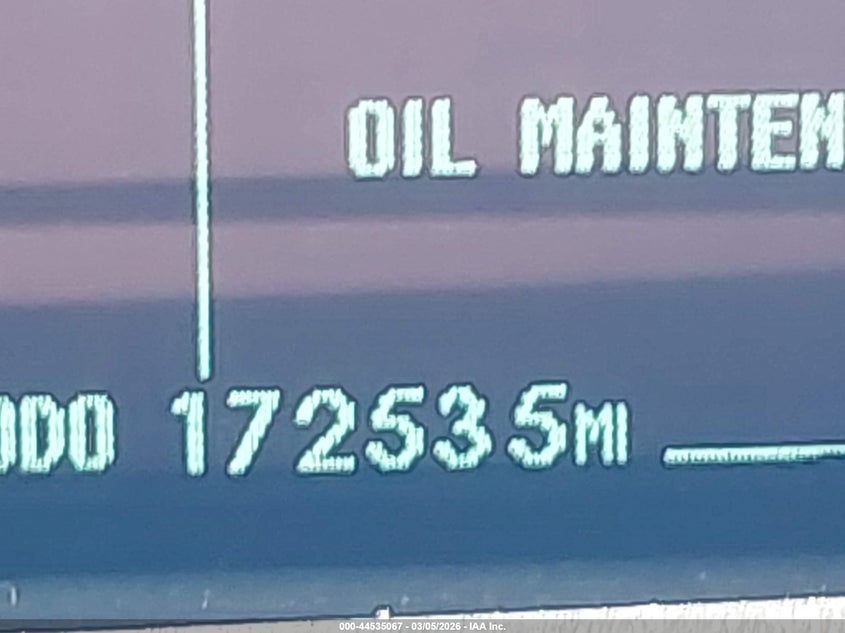 OIL MAINTEN
ODO 172535MI
000-44535067 - 03/05/2026 - IAA Inc.